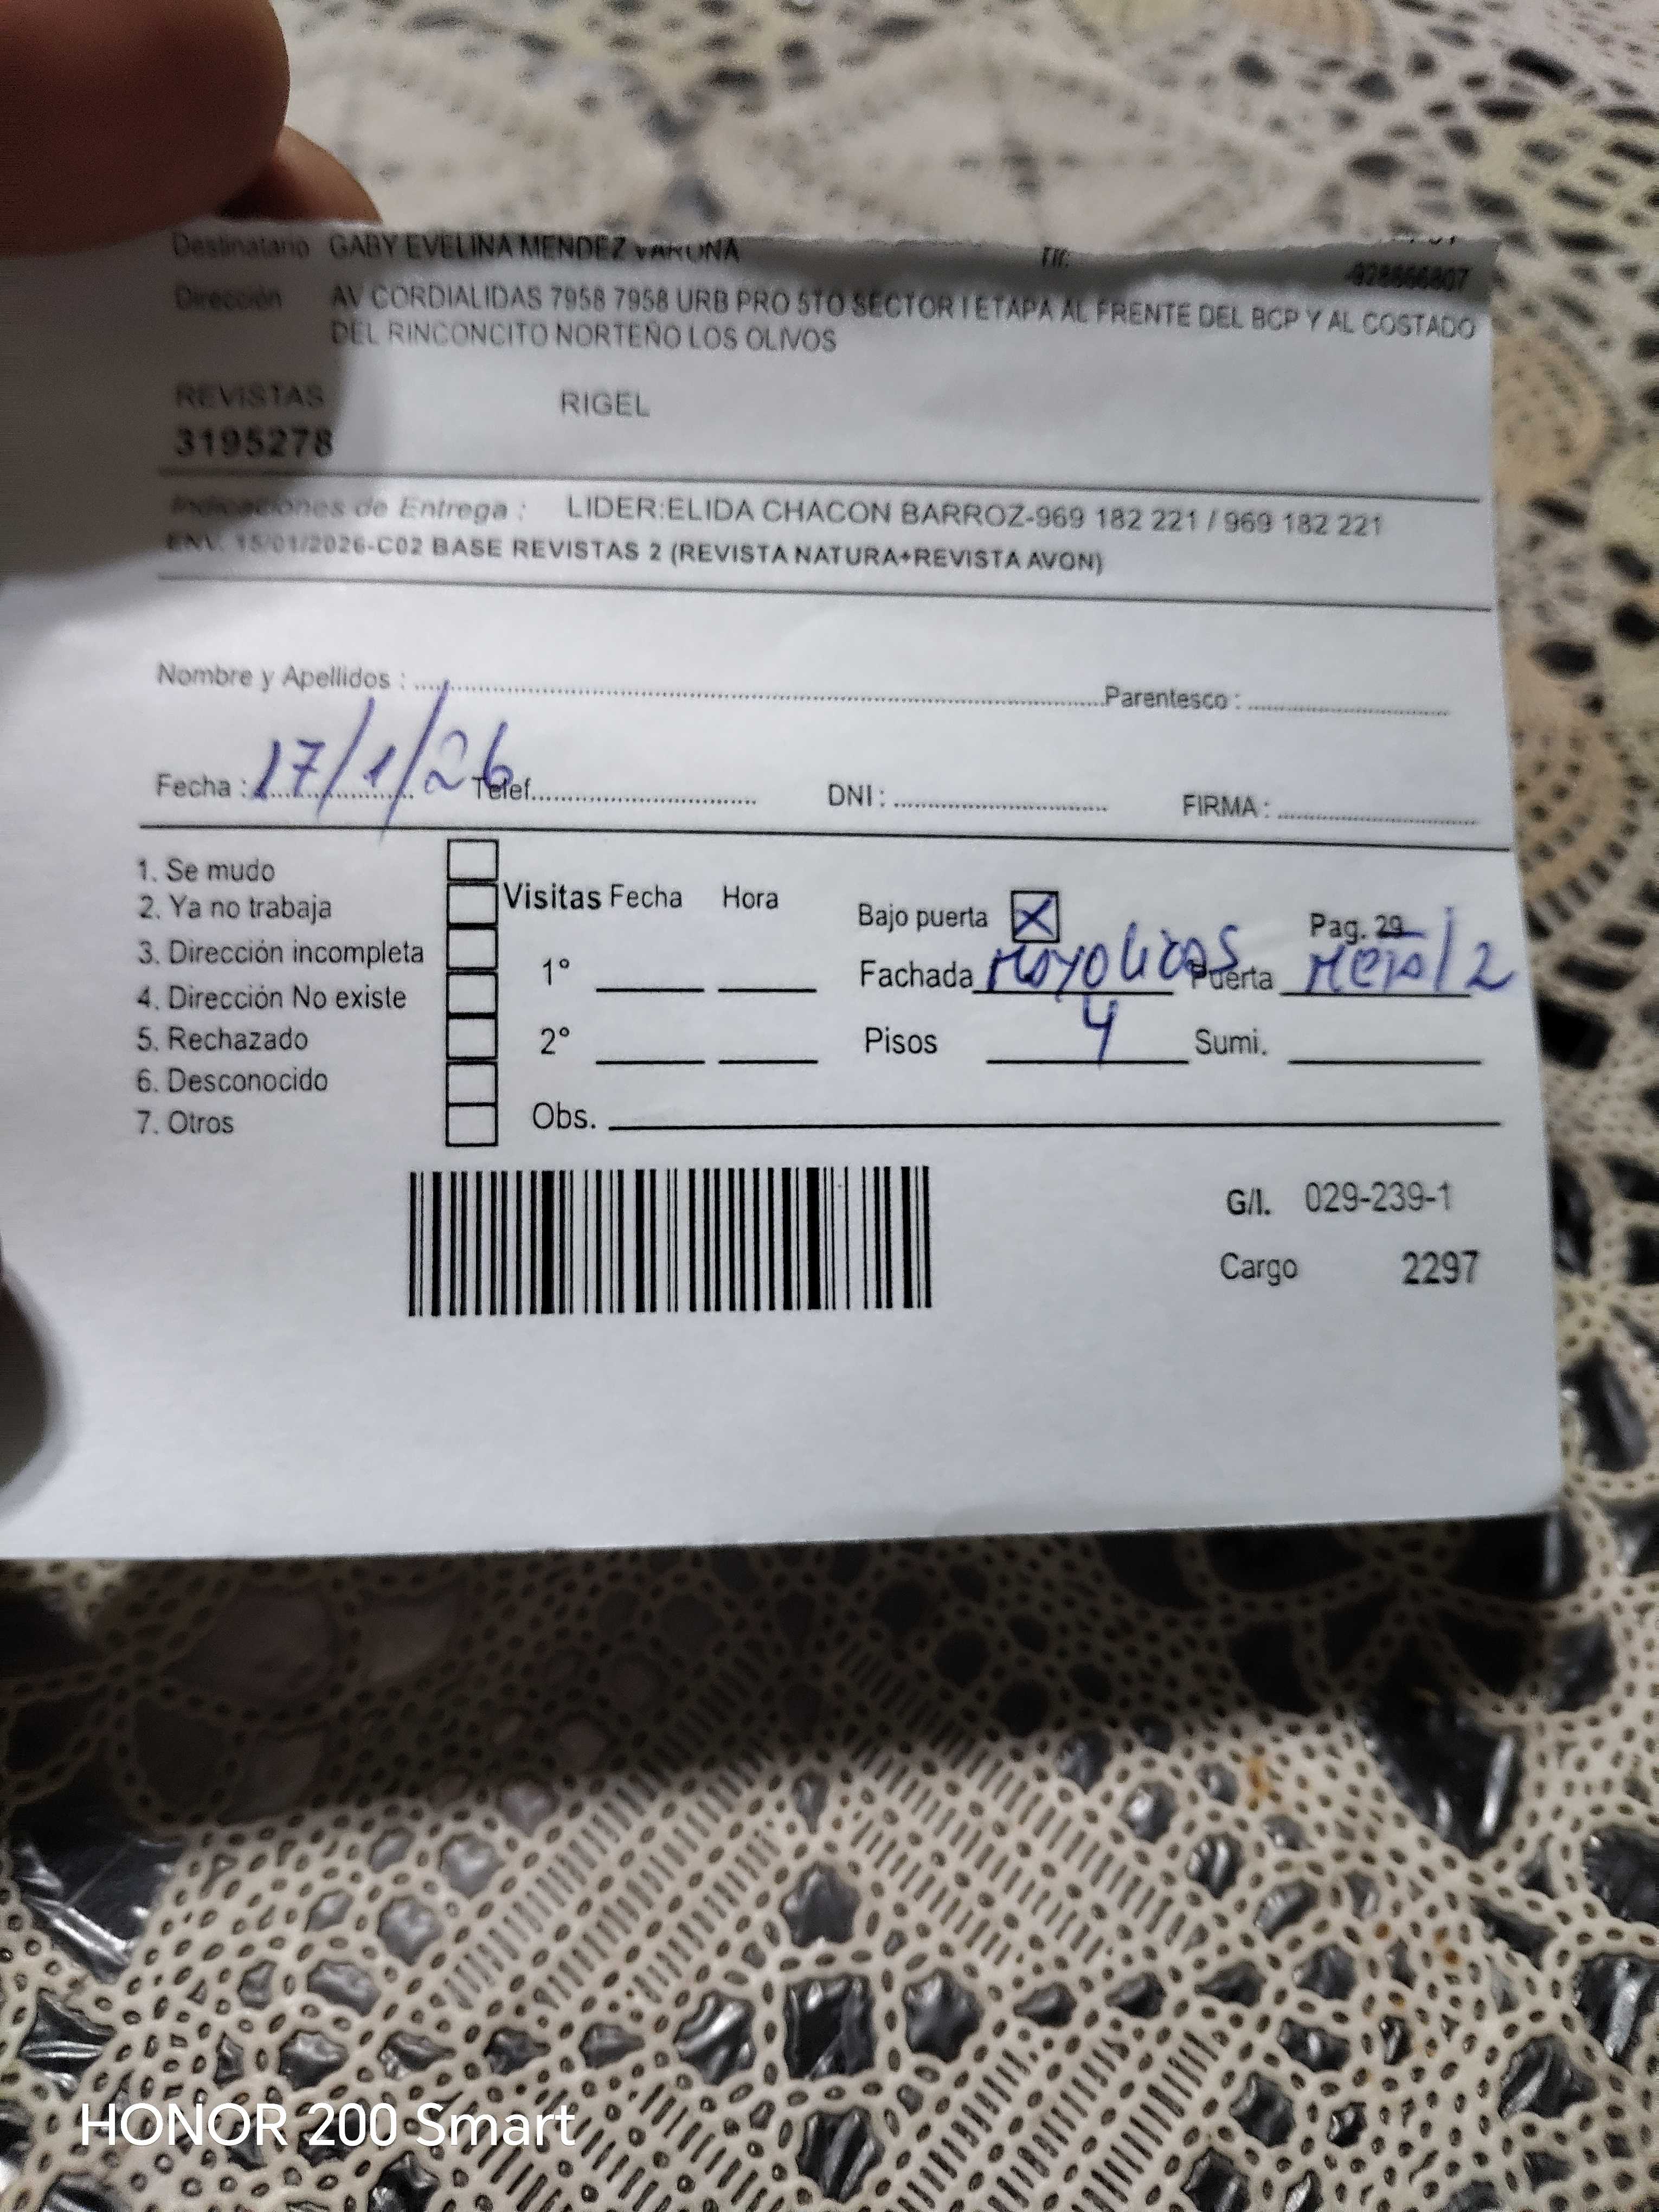 Destinatario GABY EVELINA MENDEZ VARONA Tlf:
Dirección AV CORDIALIDAS 7958 7958 URB PRO 5TO SECTOR I ETAPA AL FRENTE DEL BCP Y AL COSTADO
DEL RINCONCITO NORTEÑO LOS OLIVOS
REVISTAS RIGEL
3195278
Indicaciones de Entrega : LIDER:ELIDA CHACON BARROZ-969 182 221 / 969 182 221
ENV. 15/01/2026-C02 BASE REVISTAS 2 (REVISTA NATURA+REVISTA AVON)
Nombre y Apellidos : Parentesco :
Fecha : 17/1/26 Telef. DNI : FIRMA :
1. Se mudo
2. Ya no trabaja
3. Dirección incompleta
4. Dirección No existe
5. Rechazado
6. Desconocido
7. Otros
Visitas Fecha Hora
1°
2°
Obs.
Bajo puerta X Pag. 29
Fachada Mayolicas Puerta Metal 2
Pisos 4 Sumi.
G/I. 029-239-1
Cargo 2297
HONOR 200 Smart